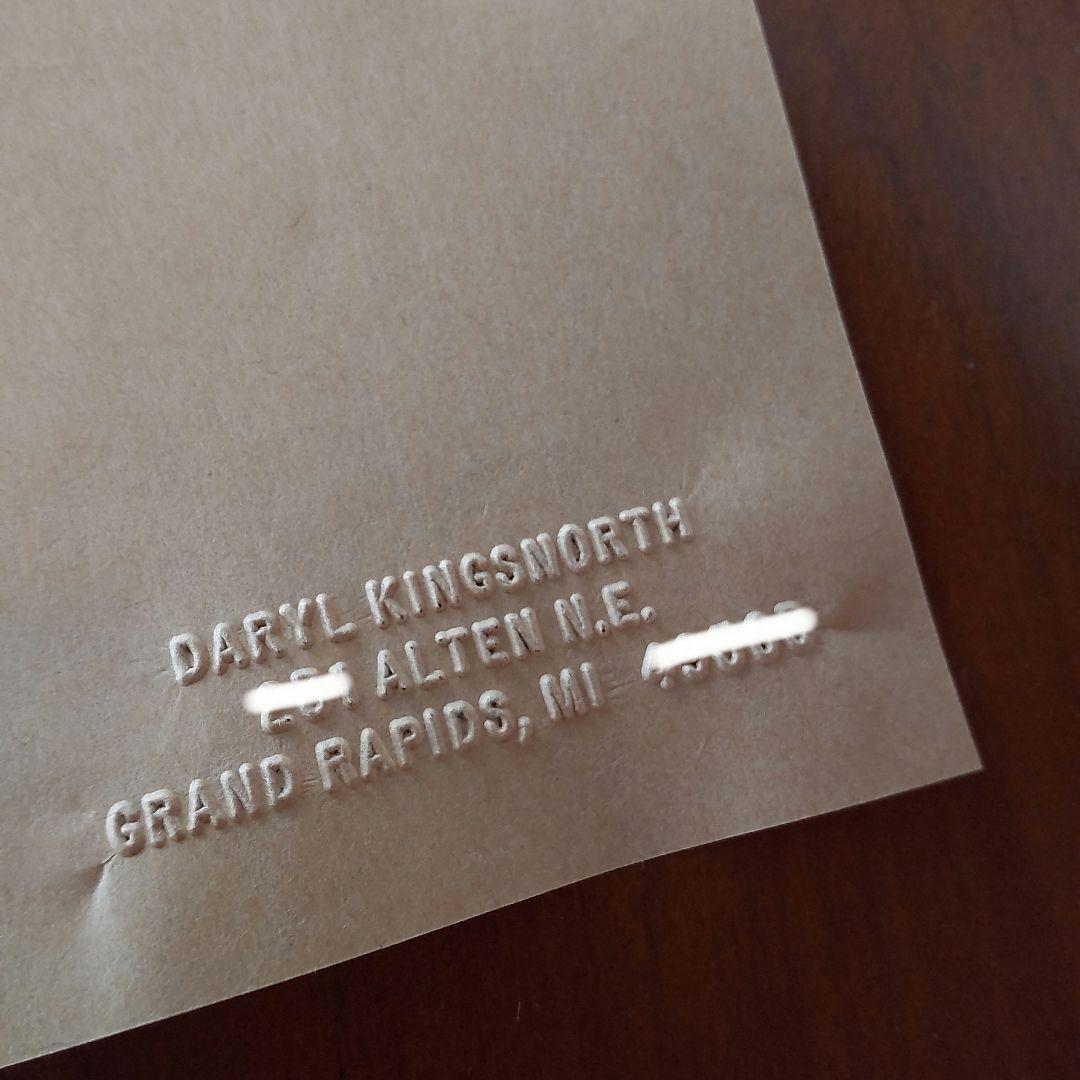 DARYL KINGSNORTH
ALTEN N.E.
GRAND RAPIDS, MI